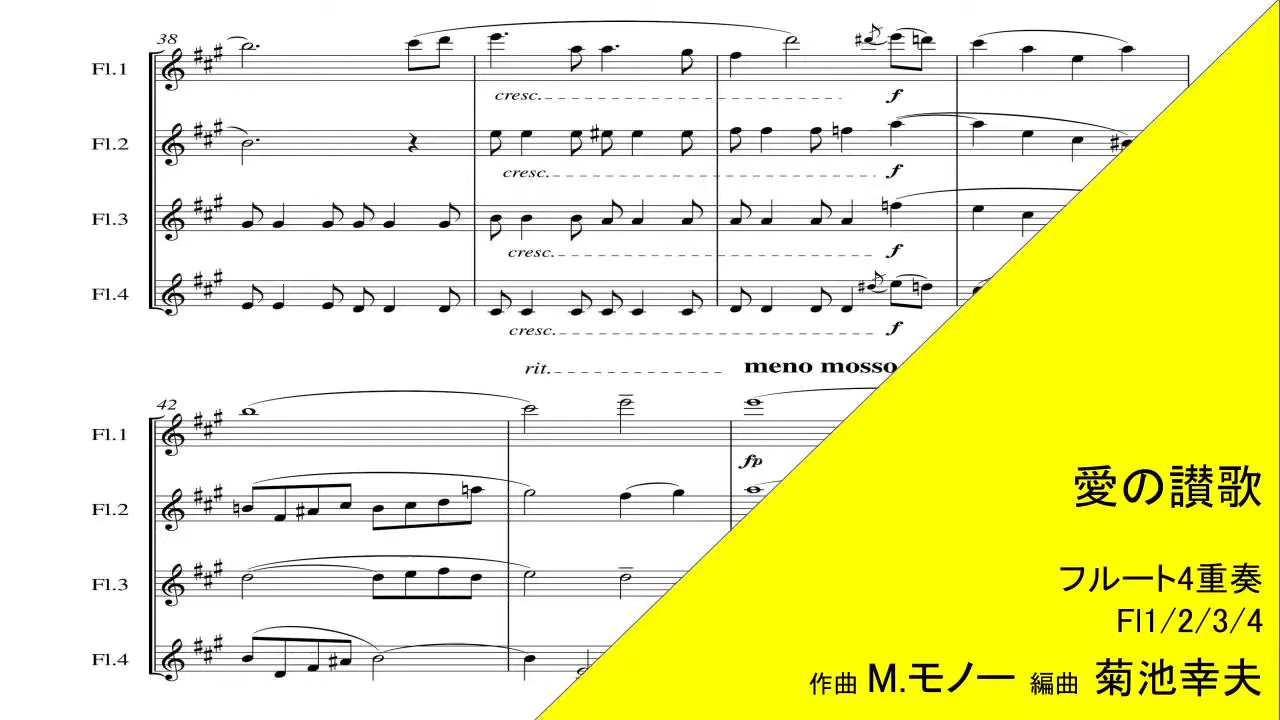 38
Fl.1
cresc.
f
Fl.2
cresc.
f
Fl.3
cresc.
f
Fl.4
cresc.
f
rit.
meno mosso
42
Fl.1
fp
Fl.2
Fl.3
Fl.4
愛の讃歌
フルート4重奏
Fl1/2/3/4
作曲 M.モノー 編曲 菊池幸夫